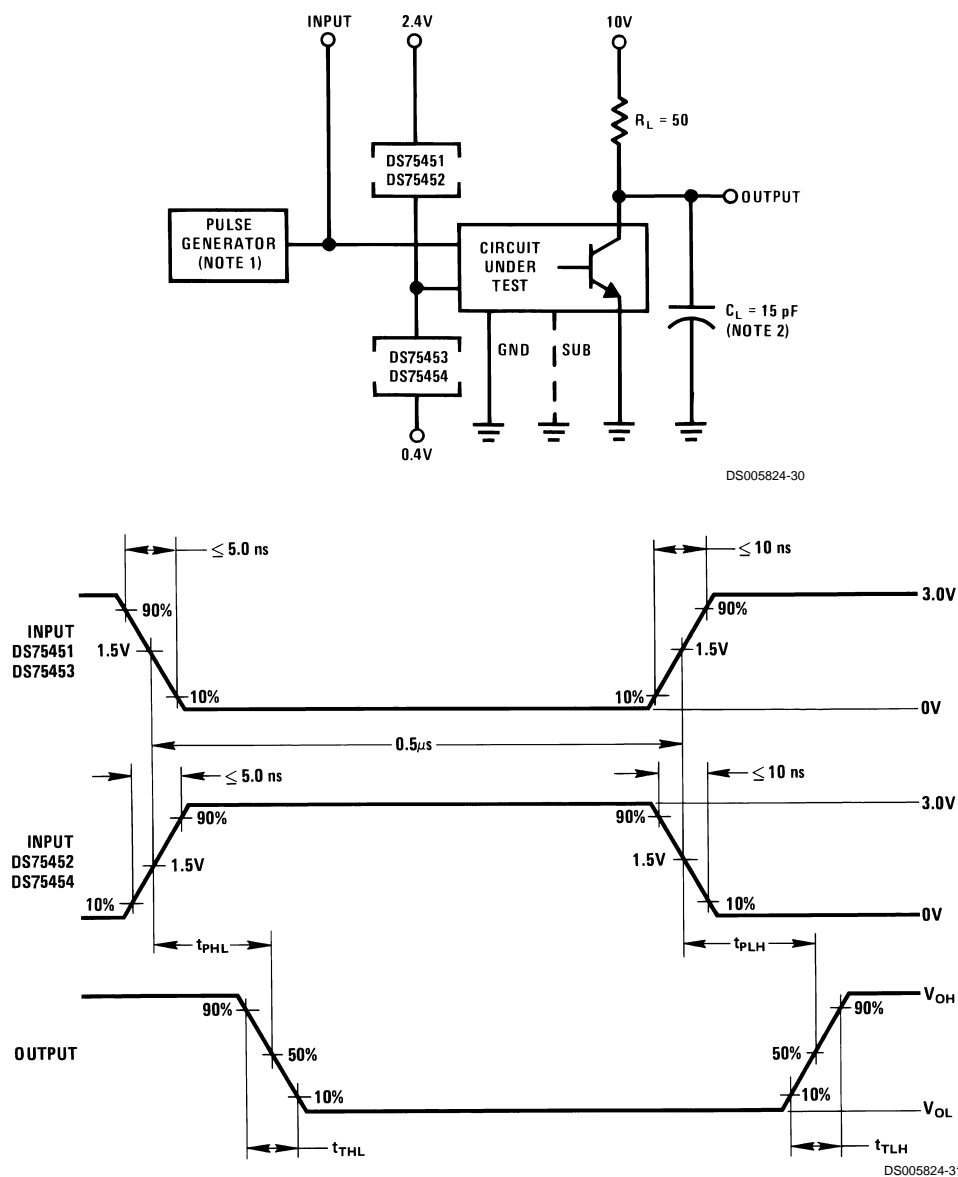 INPUT
2.4V
10V
R_L = 50
DS75451
DS75452
OUTPUT
PULSE
GENERATOR
(NOTE 1)
CIRCUIT
UNDER
TEST
C_L = 15 pF
(NOTE 2)
GND
SUB
DS75453
DS75454
0.4V
DS005824-30
≤ 5.0 ns
≤ 10 ns
3.0V
90%
90%
INPUT
DS75451
DS75453
1.5V
1.5V
10%
10%
0V
0.5µs
≤ 5.0 ns
≤ 10 ns
3.0V
90%
90%
INPUT
DS75452
DS75454
1.5V
1.5V
10%
10%
0V
t_PHL
t_PLH
V_OH
90%
90%
OUTPUT
50%
50%
10%
10%
V_OL
t_THL
t_TLH